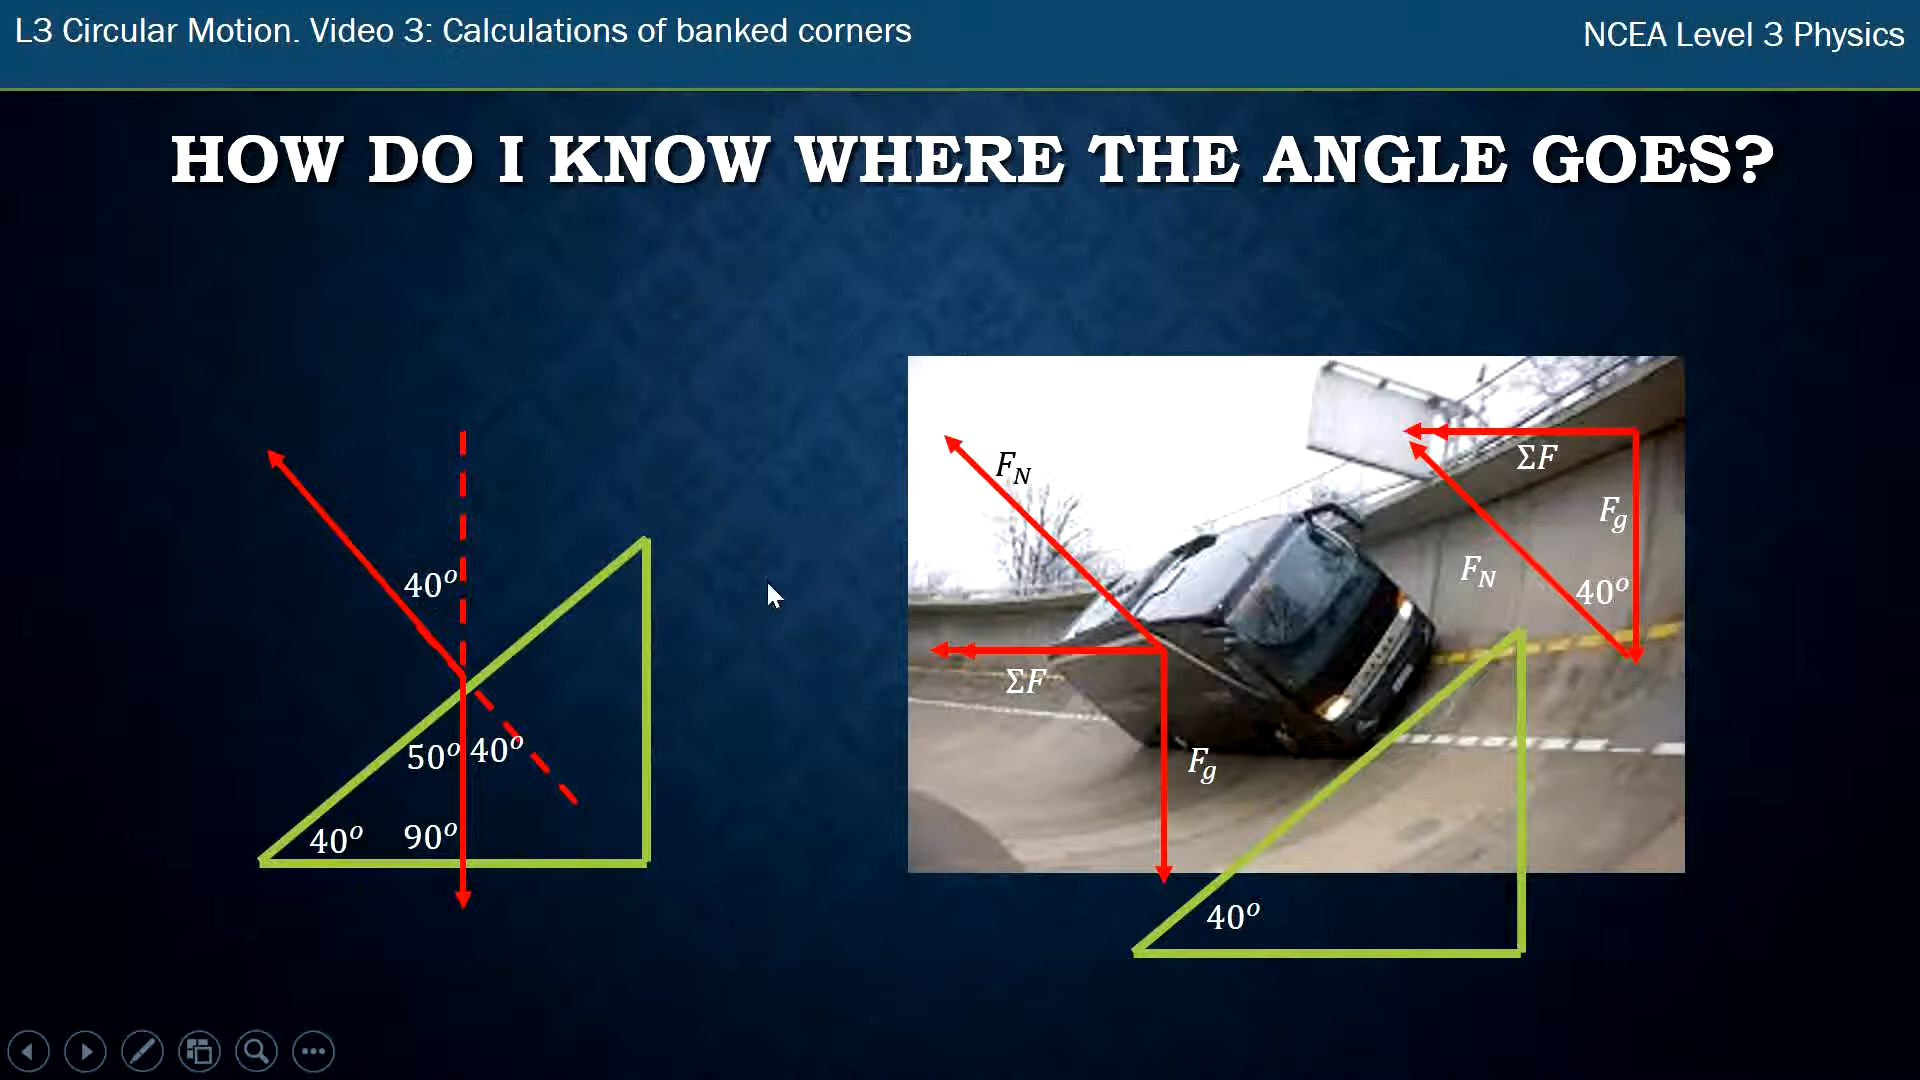 L3 Circular Motion. Video 3: Calculations of banked corners
NCEA Level 3 Physics
HOW DO I KNOW WHERE THE ANGLE GOES?
40°
50° 40°
40° 90°
F_N
ΣF
F_g
ΣF
F_g
F_N
40°
40°